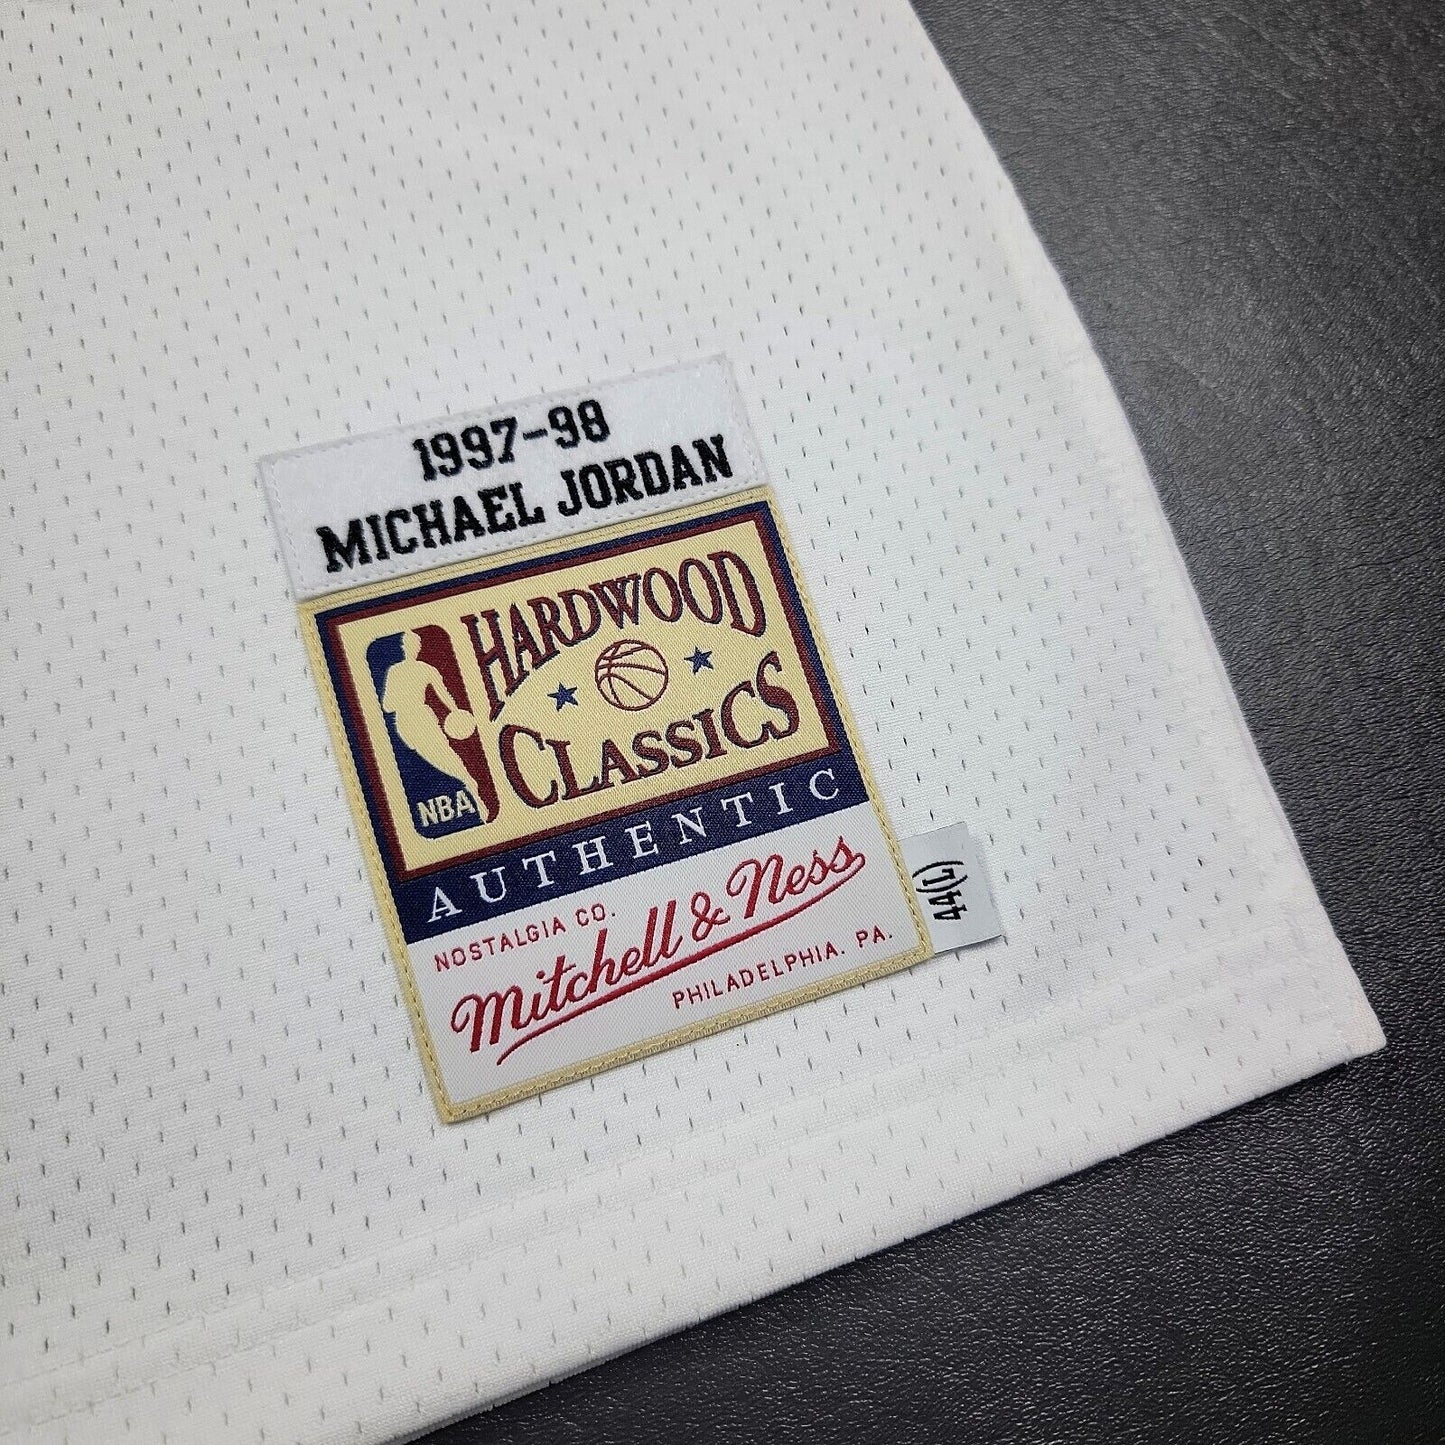 1997-98
MICHAEL JORDAN
HARDWOOD
CLASSICS
NBA
AUTHENTIC
NOSTALGIA CO.
Mitchell & Ness
PHILADELPHIA. PA.
44(L)